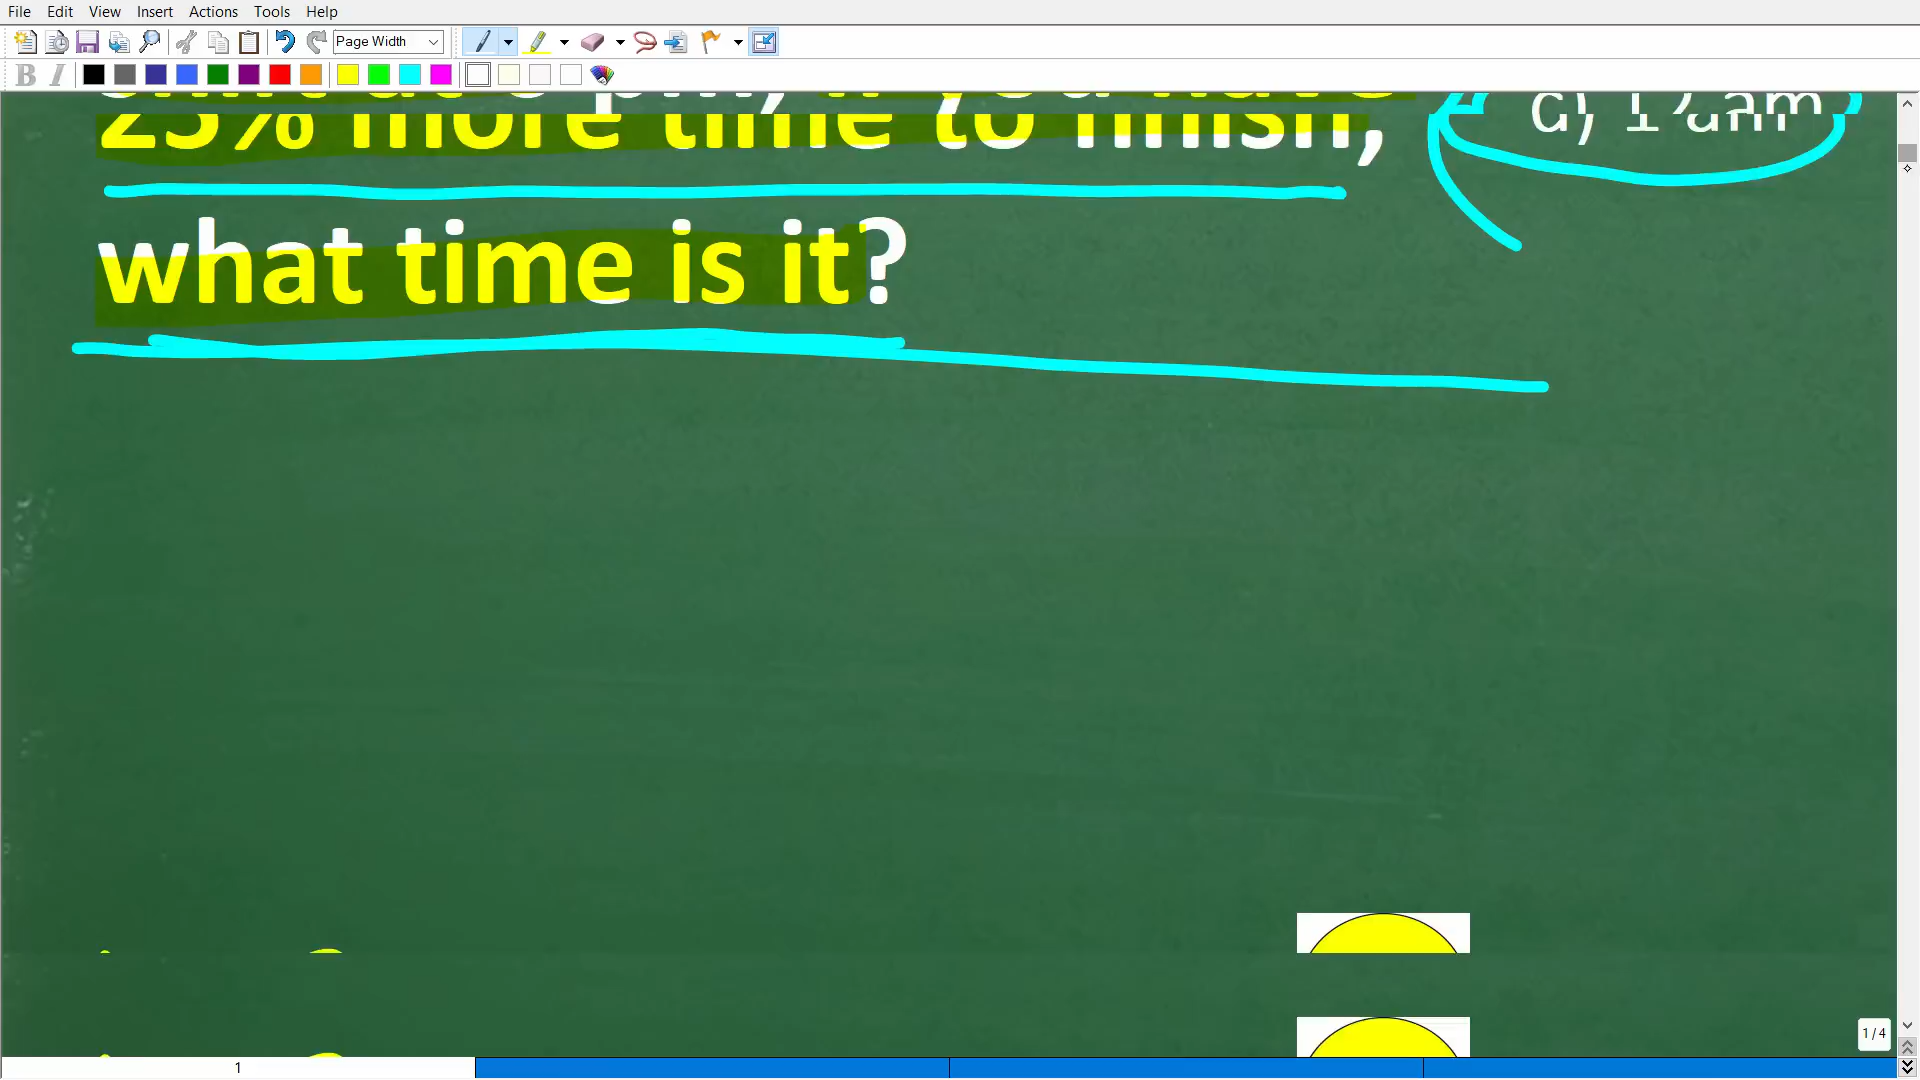 File Edit View Insert Actions Tools Help
Page Width
B I
25% more time to finish,
what time is it?
1 / 4
1